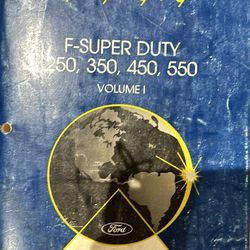 F-SUPER DUTY
250, 350, 450, 550
VOLUME I
Ford